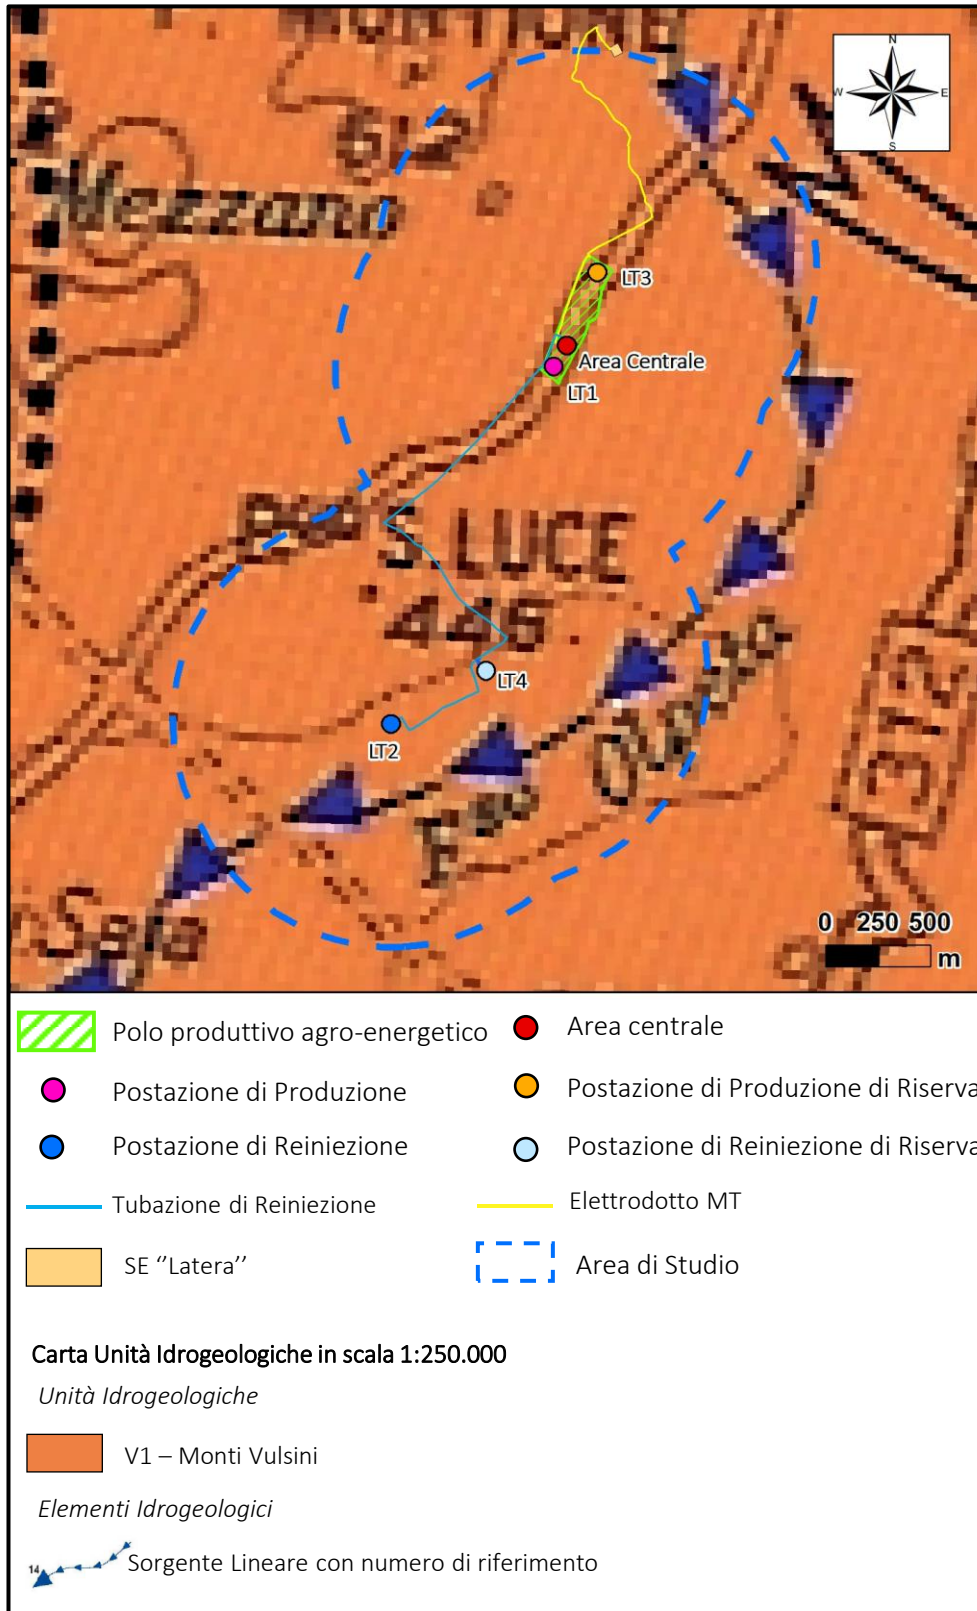 N
W E
S
612
Mezzano
LT3
Area Centrale
LT1
S. LUCE
446
LT4
LT2
0 250 500
m
Polo produttivo agro-energetico
Area centrale
Postazione di Produzione
Postazione di Produzione di Riserva
Postazione di Reiniezione
Postazione di Reiniezione di Riserva
Tubazione di Reiniezione
Elettrodotto MT
SE ‘‘Latera’’
Area di Studio
Carta Unità Idrogeologiche in scala 1:250.000
Unità Idrogeologiche
V1 – Monti Vulsini
Elementi Idrogeologici
14
Sorgente Lineare con numero di riferimento